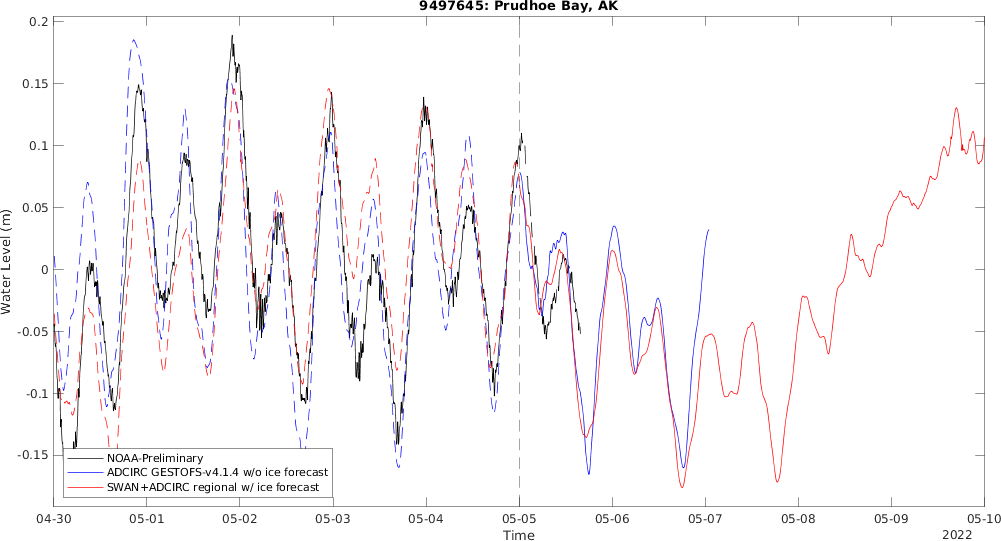 9497645: Prudhoe Bay, AK
Water Level (m)
0.2
0.15
0.1
0.05
0
-0.05
-0.1
-0.15
NOAA-Preliminary
ADCIRC GESTOFS-v4.1.4 w/o ice forecast
SWAN+ADCIRC regional w/ ice forecast
04-30 05-01 05-02 05-03 05-04 05-05 05-06 05-07 05-08 05-09 05-10
Time
2022